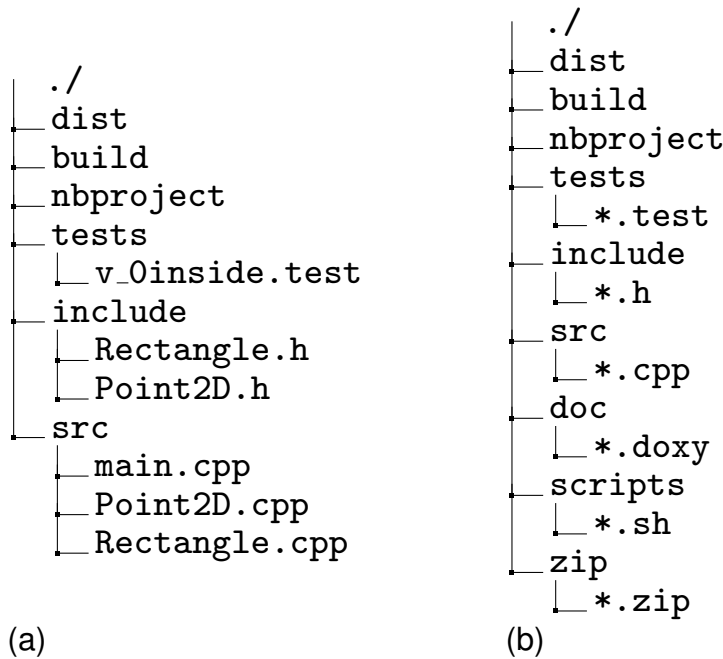 ./
dist
build
nbproject
tests
v_0inside.test
include
Rectangle.h
Point2D.h
src
main.cpp
Point2D.cpp
Rectangle.cpp
(a)
./
dist
build
nbproject
tests
*.test
include
*.h
src
*.cpp
doc
*.doxy
scripts
*.sh
zip
*.zip
(b)